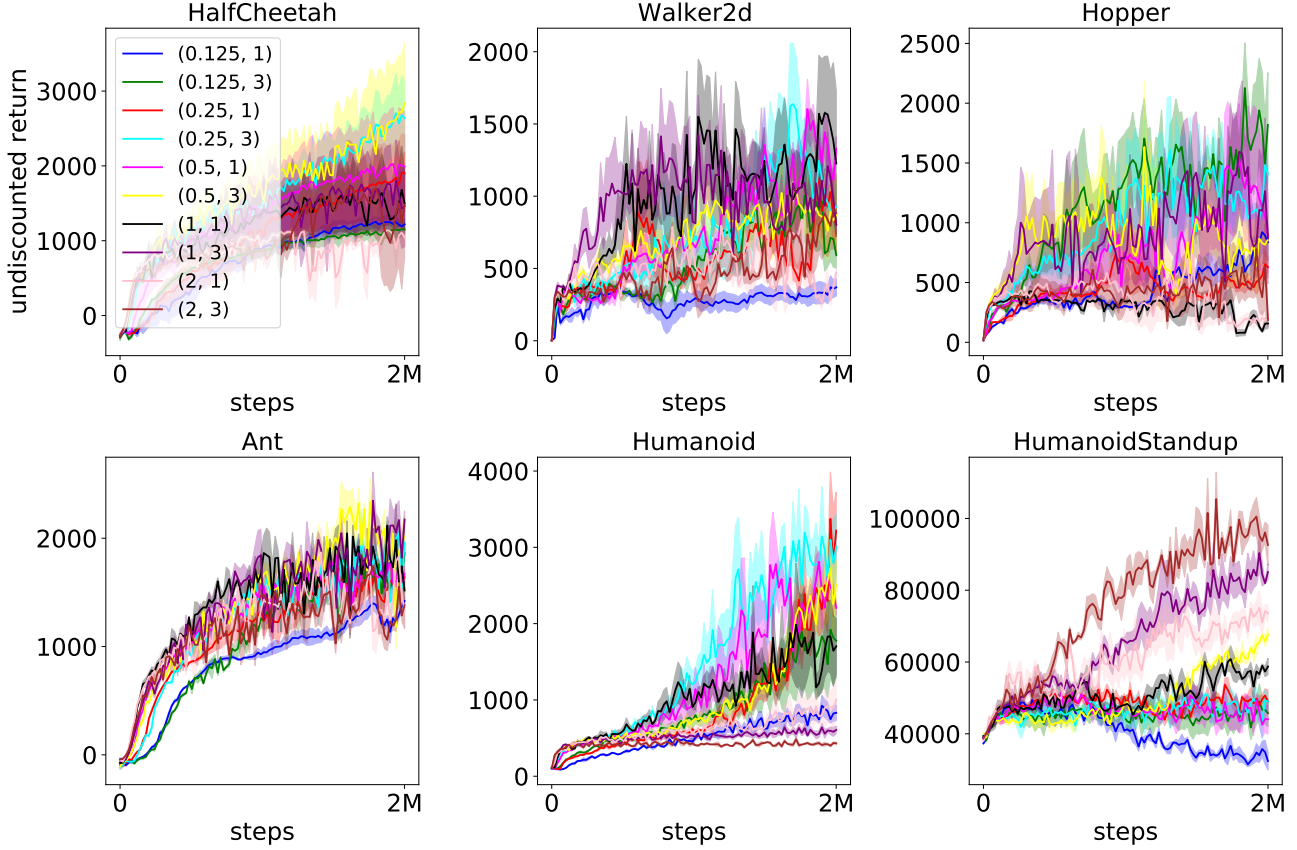 HalfCheetah
undiscounted return
3000
2000
1000
0
0
2M
steps
(0.125, 1)
(0.125, 3)
(0.25, 1)
(0.25, 3)
(0.5, 1)
(0.5, 3)
(1, 1)
(1, 3)
(2, 1)
(2, 3)
Walker2d
2000
1500
1000
500
0
0
2M
steps
Hopper
2500
2000
1500
1000
500
0
0
2M
steps
Ant
2000
1000
0
0
2M
steps
Humanoid
4000
3000
2000
1000
0
0
2M
steps
HumanoidStandup
100000
80000
60000
40000
0
2M
steps